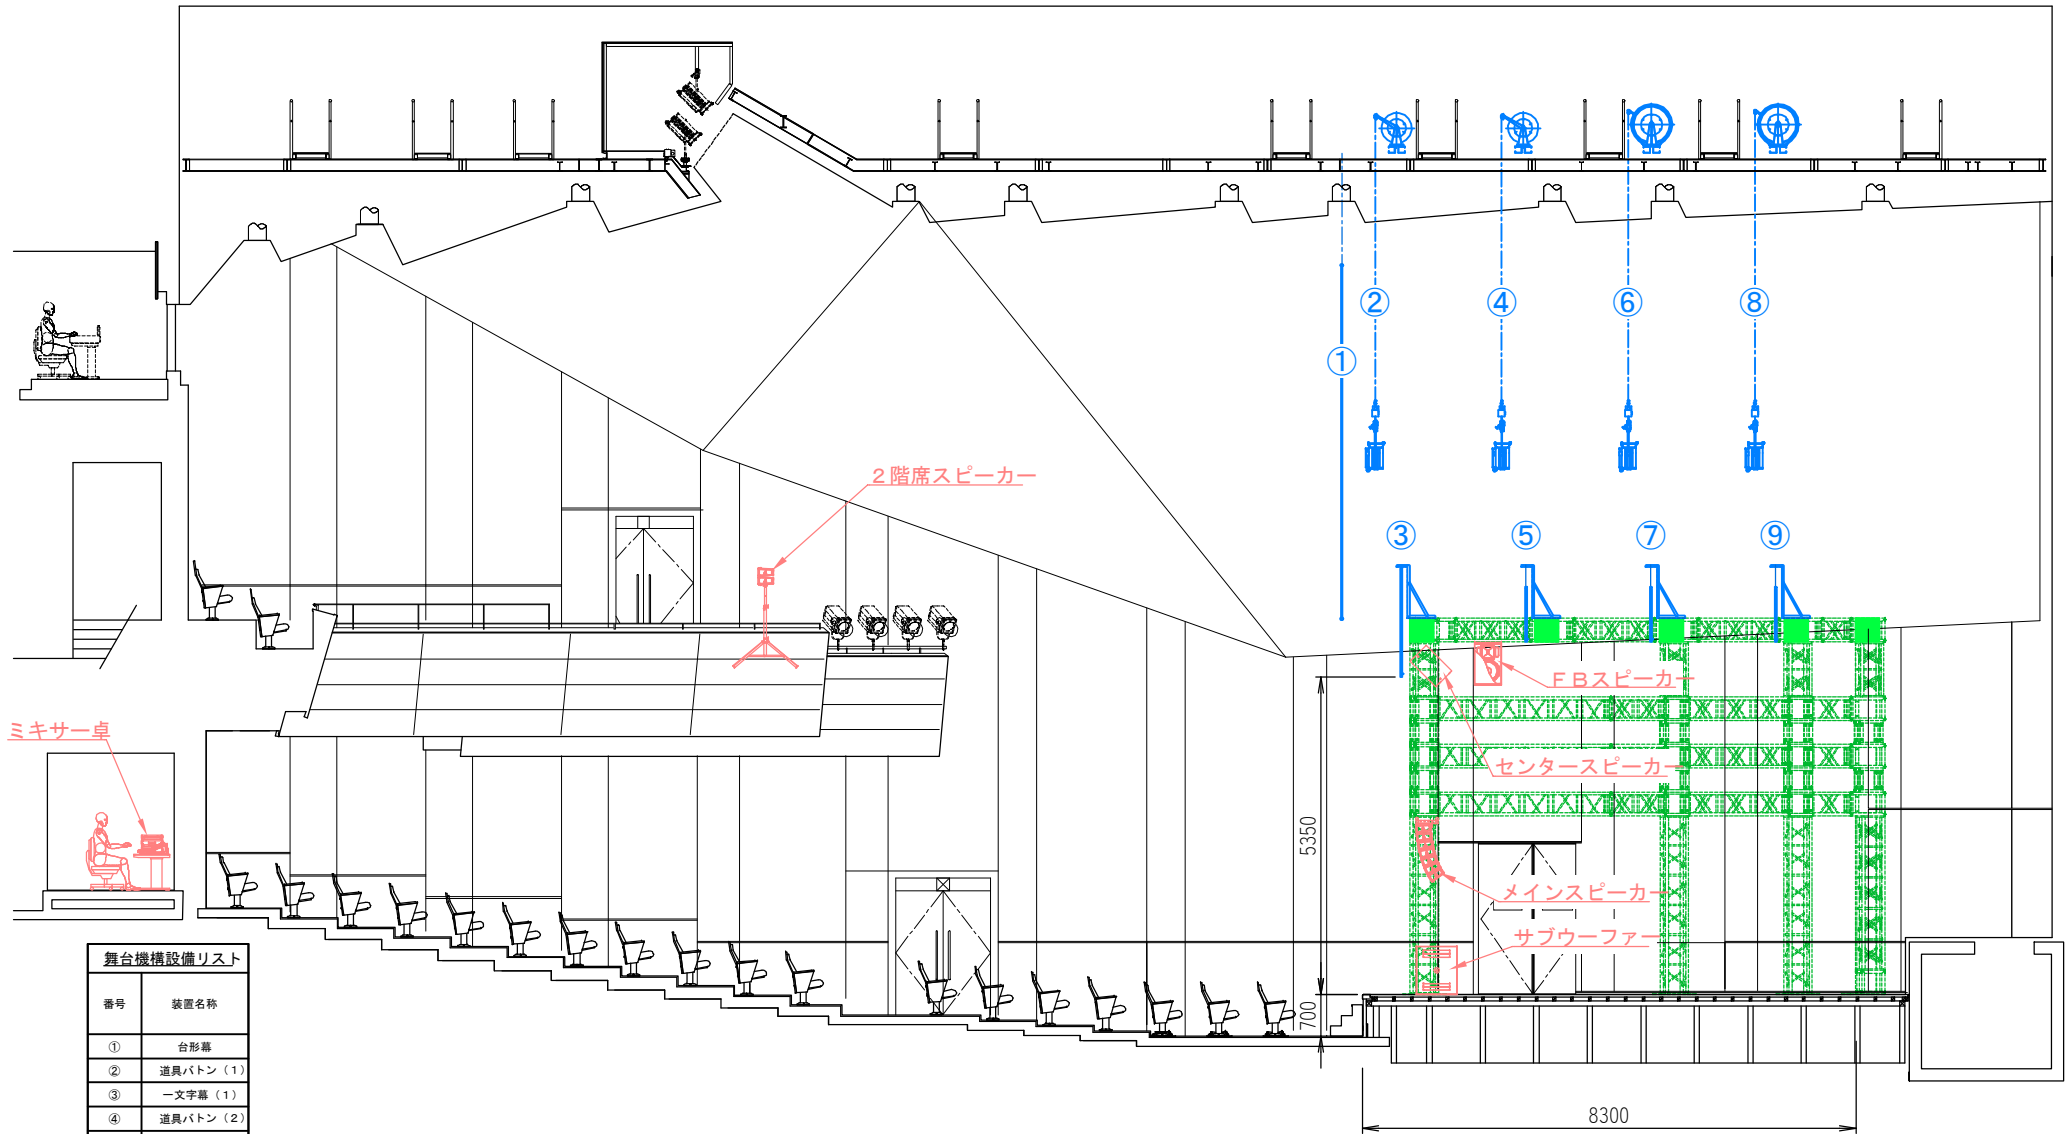 ②
④
⑥
⑧
①
２階席スピーカー
③
⑤
⑦
⑨
ＦＢスピーカー
ミキサー卓
センタースピーカー
5350
メインスピーカー
サブウーファー
700
8300
舞台機構設備リスト
番号 装置名称
① 台形幕
② 道具バトン（１）
③ 一文字幕（１）
④ 道具バトン（２）